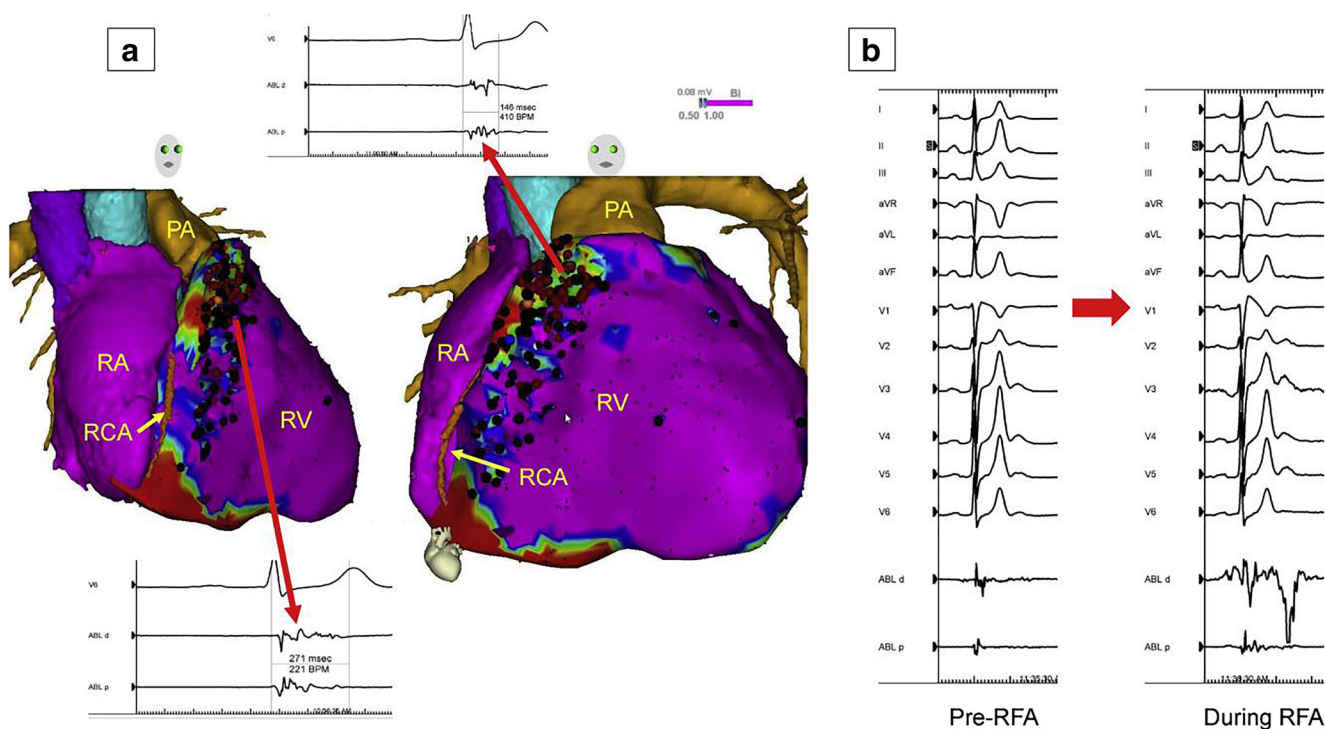 a
V6
ABL d
146 msec
410 BPM
ABL p
0.08 mV
Bi
0.50 1.00
PA
RA
RCA
RV
PA
RA
RV
RCA
V6
ABL d
271 msec
221 BPM
ABL p
b
I
II
III
aVR
aVL
aVF
V1
V2
V3
V4
V5
V6
ABL d
ABL p
Pre-RFA
I
II
III
aVR
aVL
aVF
V1
V2
V3
V4
V5
V6
ABL d
ABL p
During RFA